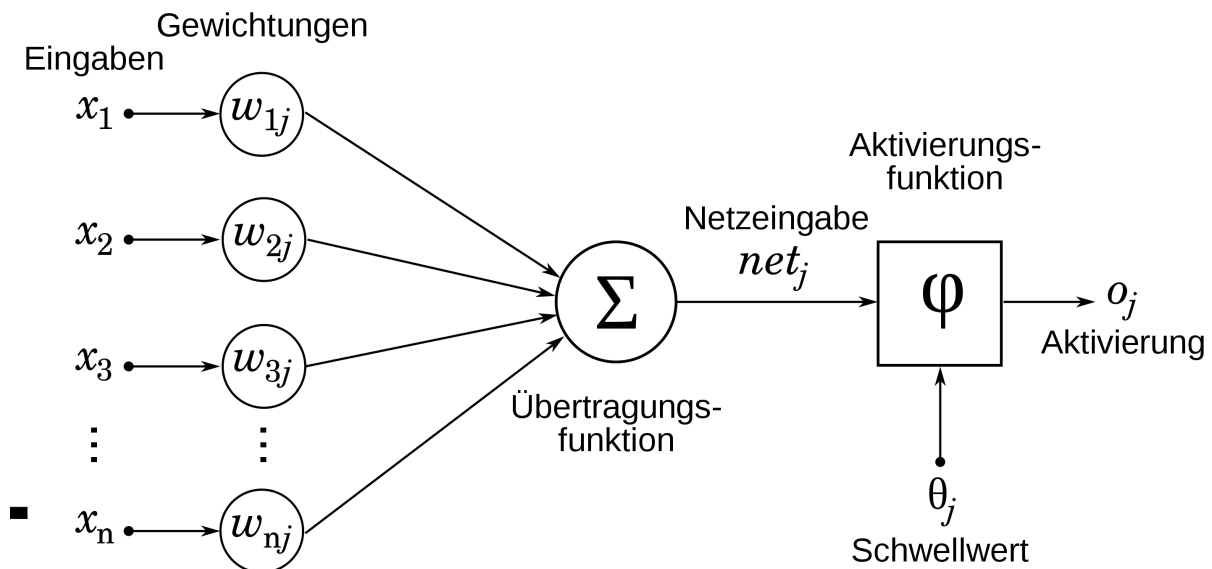 Gewichtungen
Eingaben
x₁
w₁ⱼ
x₂
w₂ⱼ
x₃
w₃ⱼ
⋮
⋮
xₙ
wₙⱼ
Σ
Übertragungs-
funktion
Netzeingabe
netⱼ
Aktivierungs-
funktion
φ
oⱼ
Aktivierung
θⱼ
Schwellwert